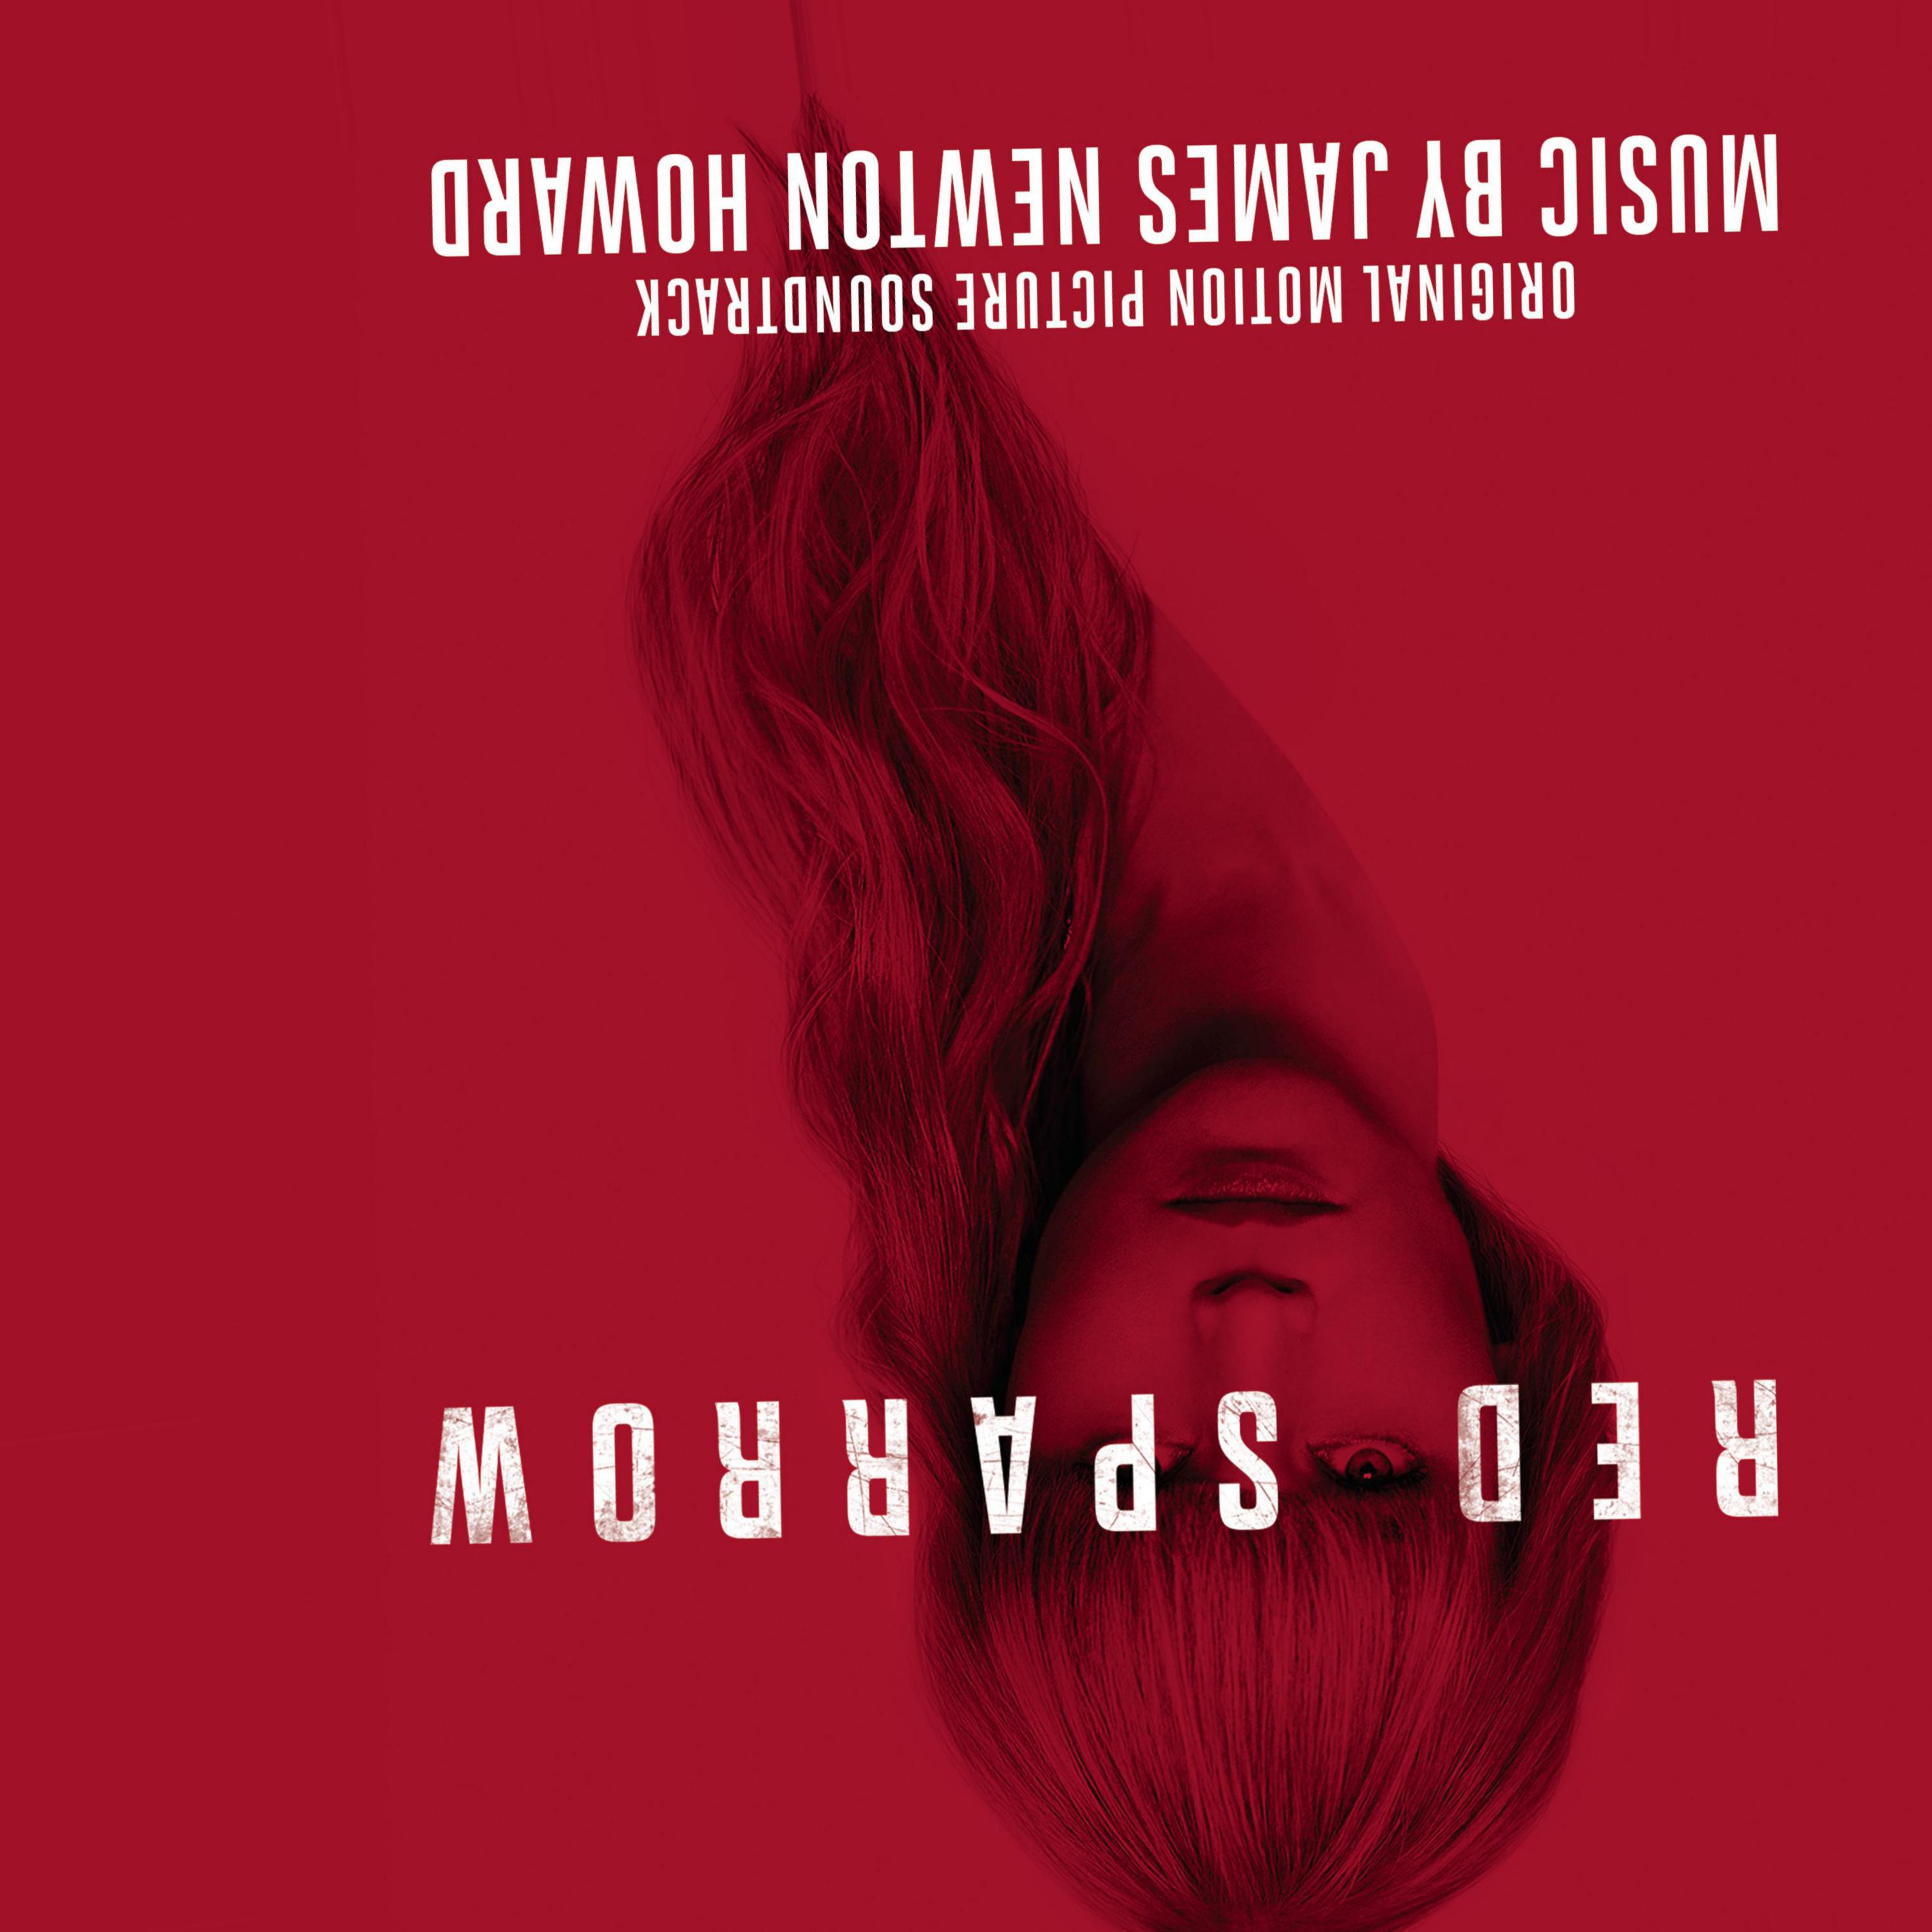 RED SPARROW
ORIGINAL MOTION PICTURE SOUNDTRACK
MUSIC BY JAMES NEWTON HOWARD